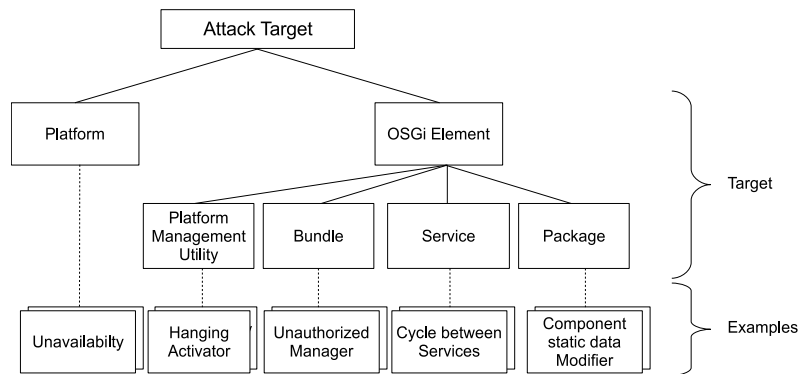 Attack Target
Platform
OSGi Element
Target
Platform
Management
Utility
Bundle
Service
Package
Unavailabilty
Hanging
Activator
Unauthorized
Manager
Cycle between
Services
Component
static data
Modifier
Examples